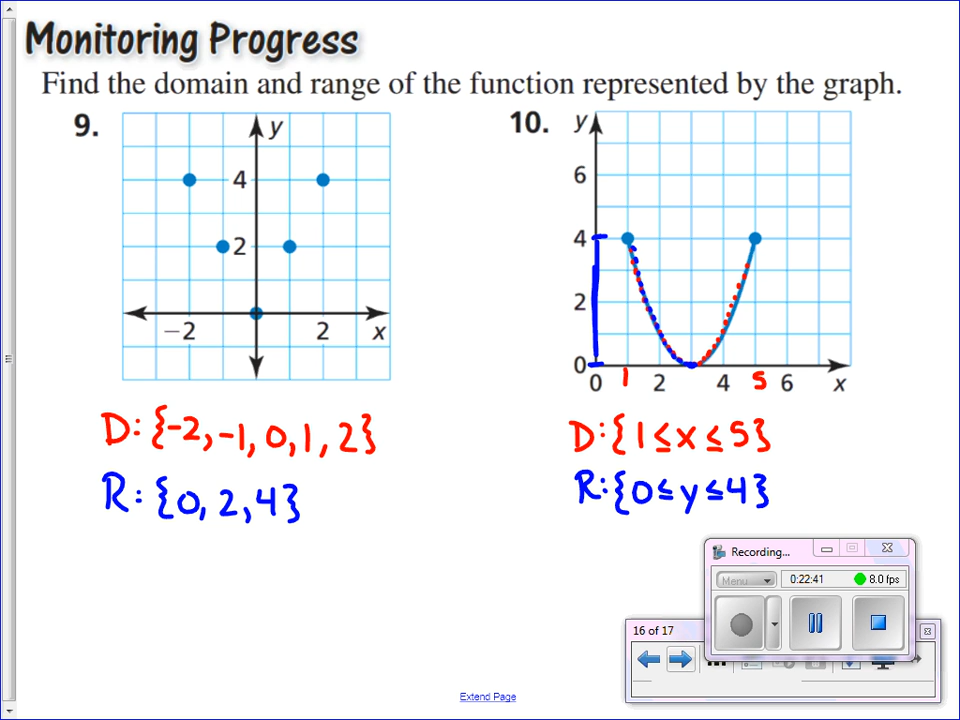 Monitoring Progress
Find the domain and range of the function represented by the graph.
9.
y
4
2
−2
2
x
D: {-2, -1, 0, 1, 2}
R: {0, 2, 4}
10.
y
6
4
2
0
0
1
2
4
5
6
x
D: {1 ≤ x ≤ 5}
R: {0 ≤ y ≤ 4}
Recording...
Menu
0:22:41
8.0 fps
16 of 17
Extend Page